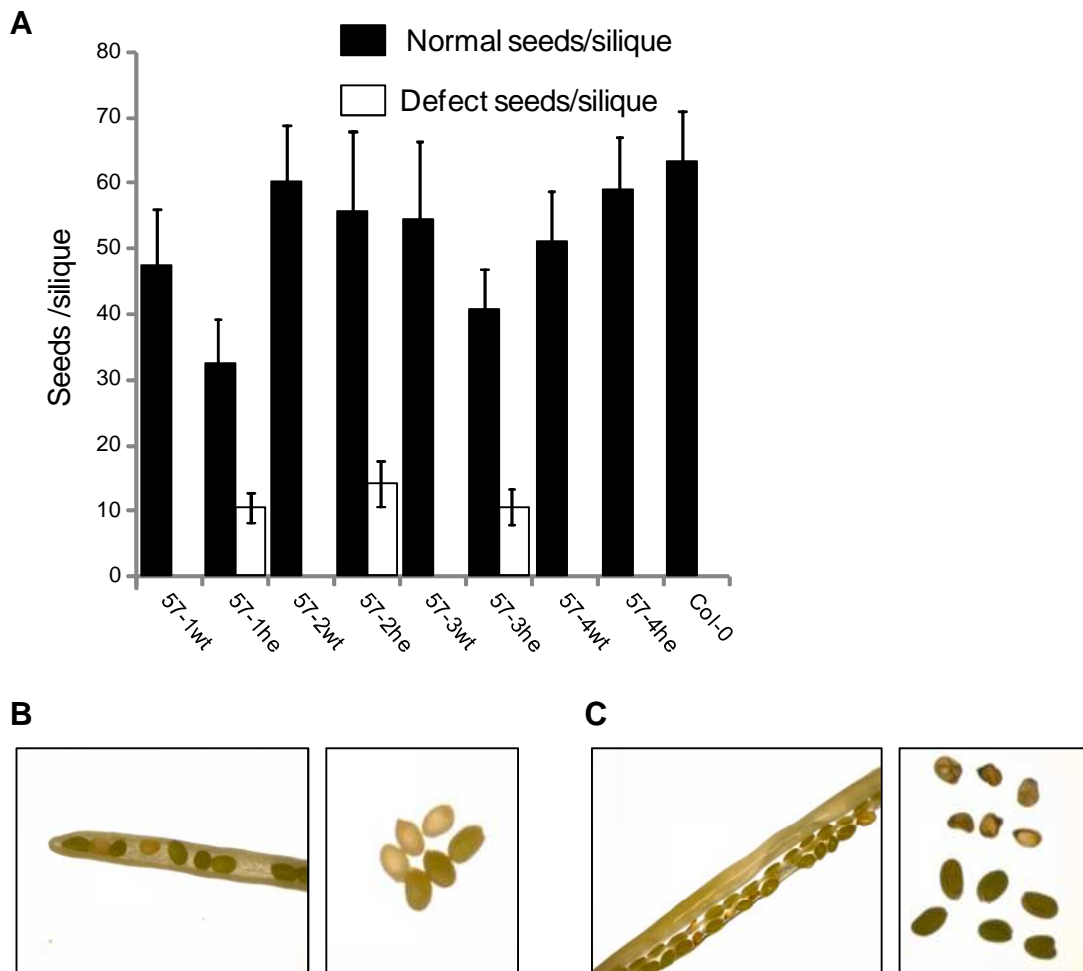 A
Normal seeds/silique
Defect seeds/silique
Seeds /silique
80
70
60
50
40
30
20
10
0
57-1wt
57-1he
57-2wt
57-2he
57-3wt
57-3he
57-4wt
57-4he
Col-0
B
C